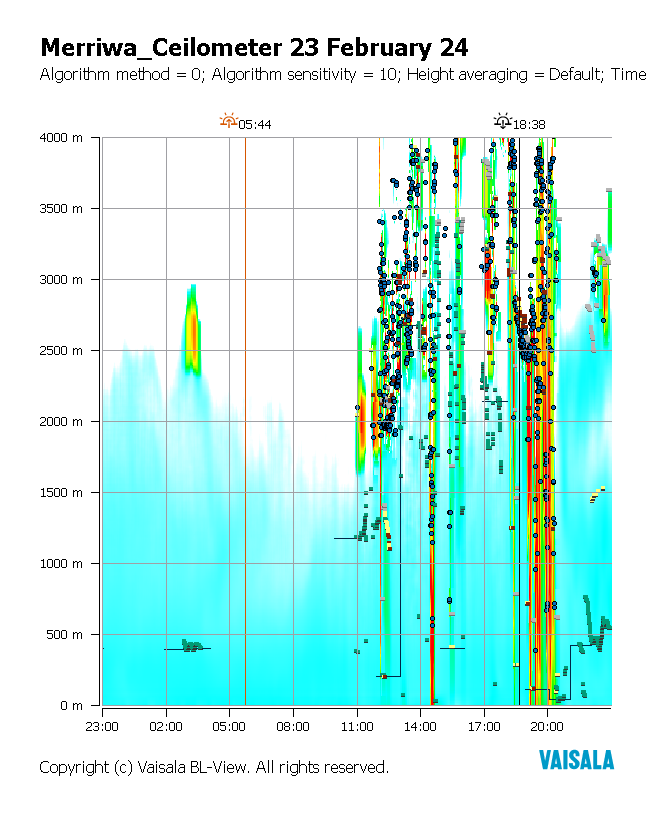 Merriwa_Ceilometer 23 February 24
Algorithm method = 0; Algorithm sensitivity = 10; Height averaging = Default; Time
05:44
18:38
4000 m
3500 m
3000 m
2500 m
2000 m
1500 m
1000 m
500 m
0 m
23:00 02:00 05:00 08:00 11:00 14:00 17:00 20:00
Copyright (c) Vaisala BL-View. All rights reserved.
VAISALA